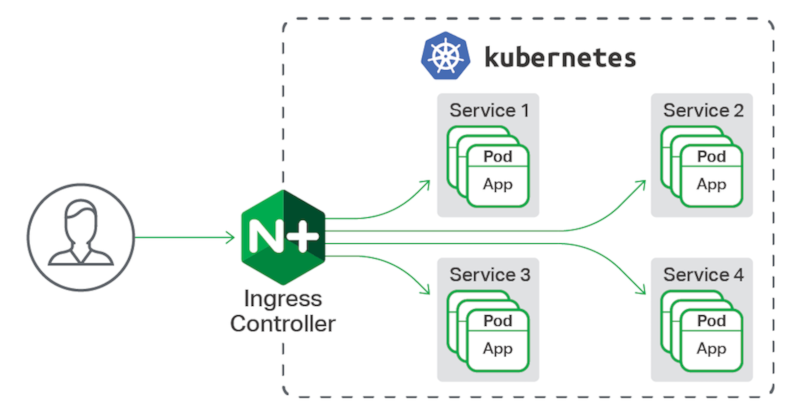 kubernetes
Service 1
Pod
App
Service 2
Pod
App
N+
Ingress
Controller
Service 3
Pod
App
Service 4
Pod
App